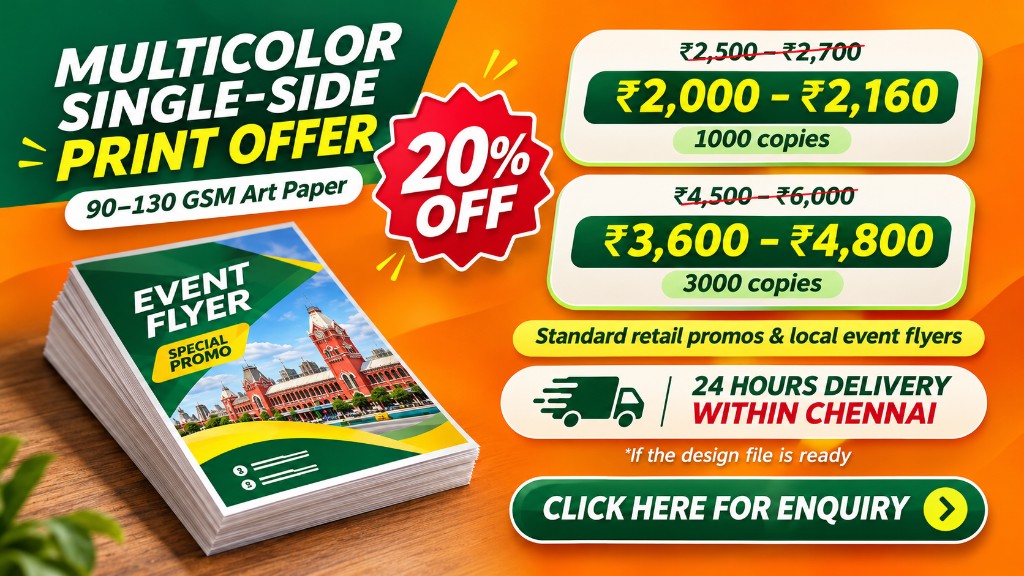 MULTICOLOR
SINGLE-SIDE
PRINT OFFER
90–130 GSM Art Paper
20%
OFF
₹2,500 – ₹2,700
₹2,000 – ₹2,160
1000 copies
₹4,500 – ₹6,000
₹3,600 – ₹4,800
3000 copies
Standard retail promos & local event flyers
24 HOURS DELIVERY
WITHIN CHENNAI
*If the design file is ready
CLICK HERE FOR ENQUIRY
EVENT
FLYER
SPECIAL
PROMO